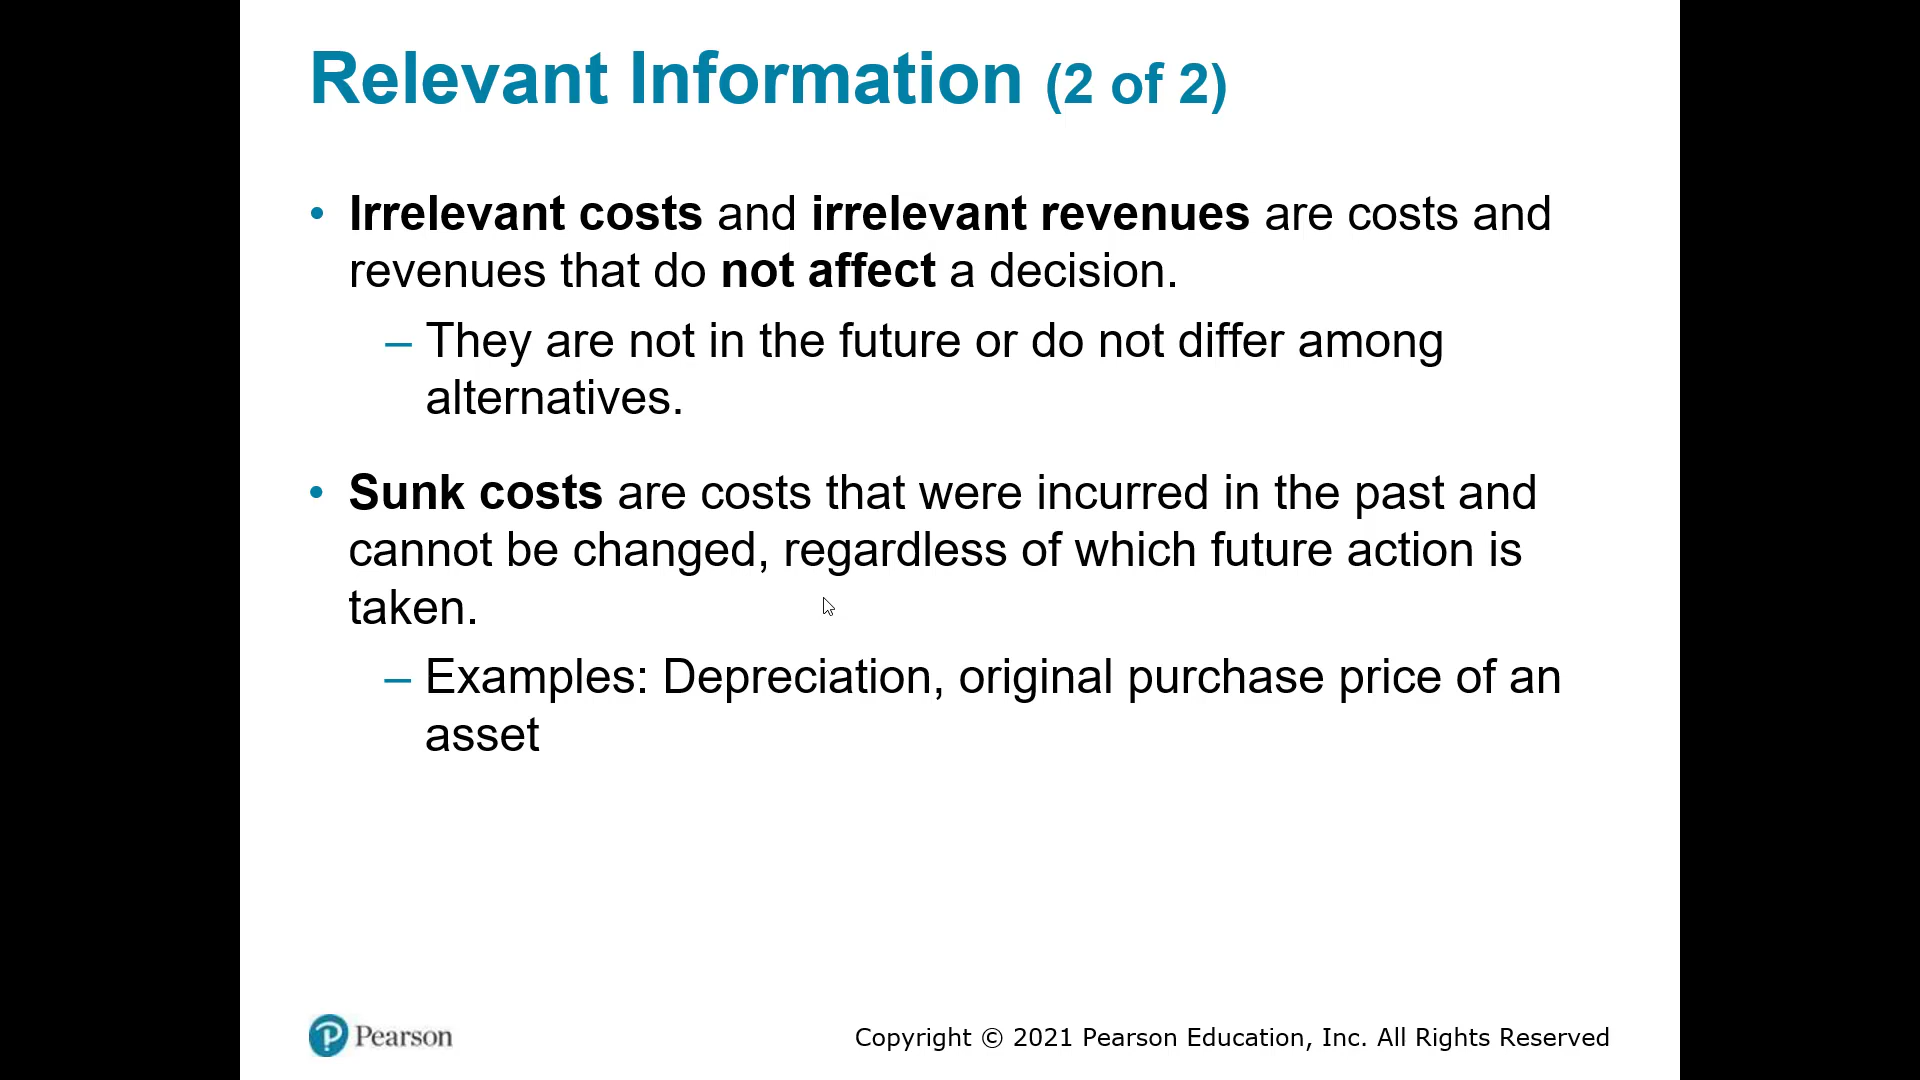 Relevant Information (2 of 2)
• Irrelevant costs and irrelevant revenues are costs and
revenues that do not affect a decision.
– They are not in the future or do not differ among
alternatives.
• Sunk costs are costs that were incurred in the past and
cannot be changed, regardless of which future action is
taken.
– Examples: Depreciation, original purchase price of an
asset
Pearson
Copyright © 2021 Pearson Education, Inc. All Rights Reserved